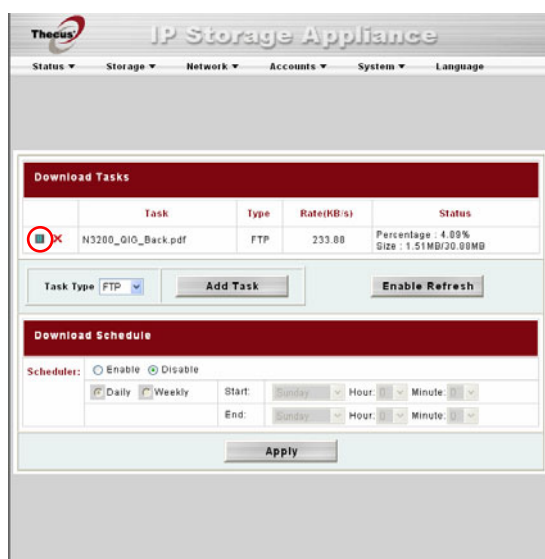 Thecus
IP Storage Appliance
Status Storage Network Accounts System Language
Download Tasks
Task Type Rate(KB/s) Status
N3200_QIG_Back.pdf FTP 233.88 Percentage : 4.89%
Size : 1.51MB/30.88MB
Task Type FTP Add Task Enable Refresh
Download Schedule
Scheduler: Enable Disable
Daily Weekly Start: Sunday Hour: 0 Minute: 0
End: Sunday Hour: 0 Minute: 0
Apply